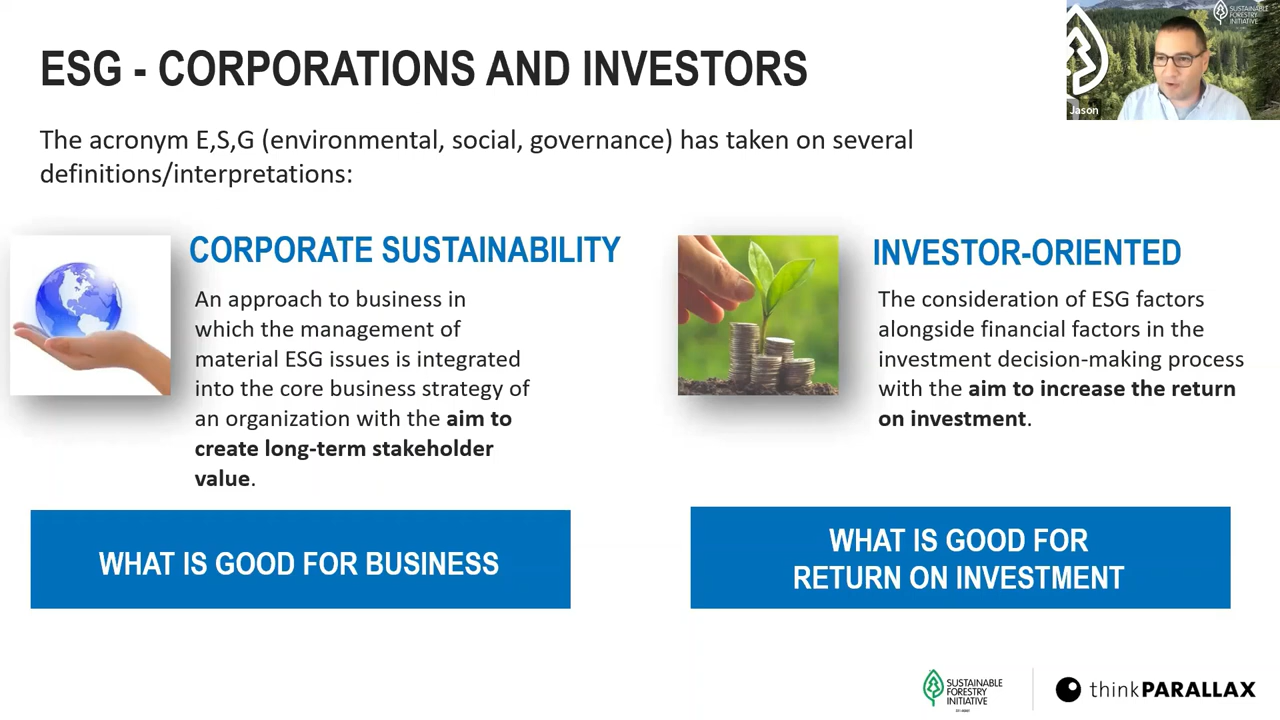 ESG - CORPORATIONS AND INVESTORS
SUSTAINABLE
FORESTRY
INITIATIVE
Jason
The acronym E,S,G (environmental, social, governance) has taken on several
definitions/interpretations:
CORPORATE SUSTAINABILITY
An approach to business in
which the management of
material ESG issues is integrated
into the core business strategy of
an organization with the aim to
create long-term stakeholder
value.
WHAT IS GOOD FOR BUSINESS
INVESTOR-ORIENTED
The consideration of ESG factors
alongside financial factors in the
investment decision-making process
with the aim to increase the return
on investment.
WHAT IS GOOD FOR
RETURN ON INVESTMENT
SUSTAINABLE
FORESTRY
INITIATIVE
thinkPARALLAX